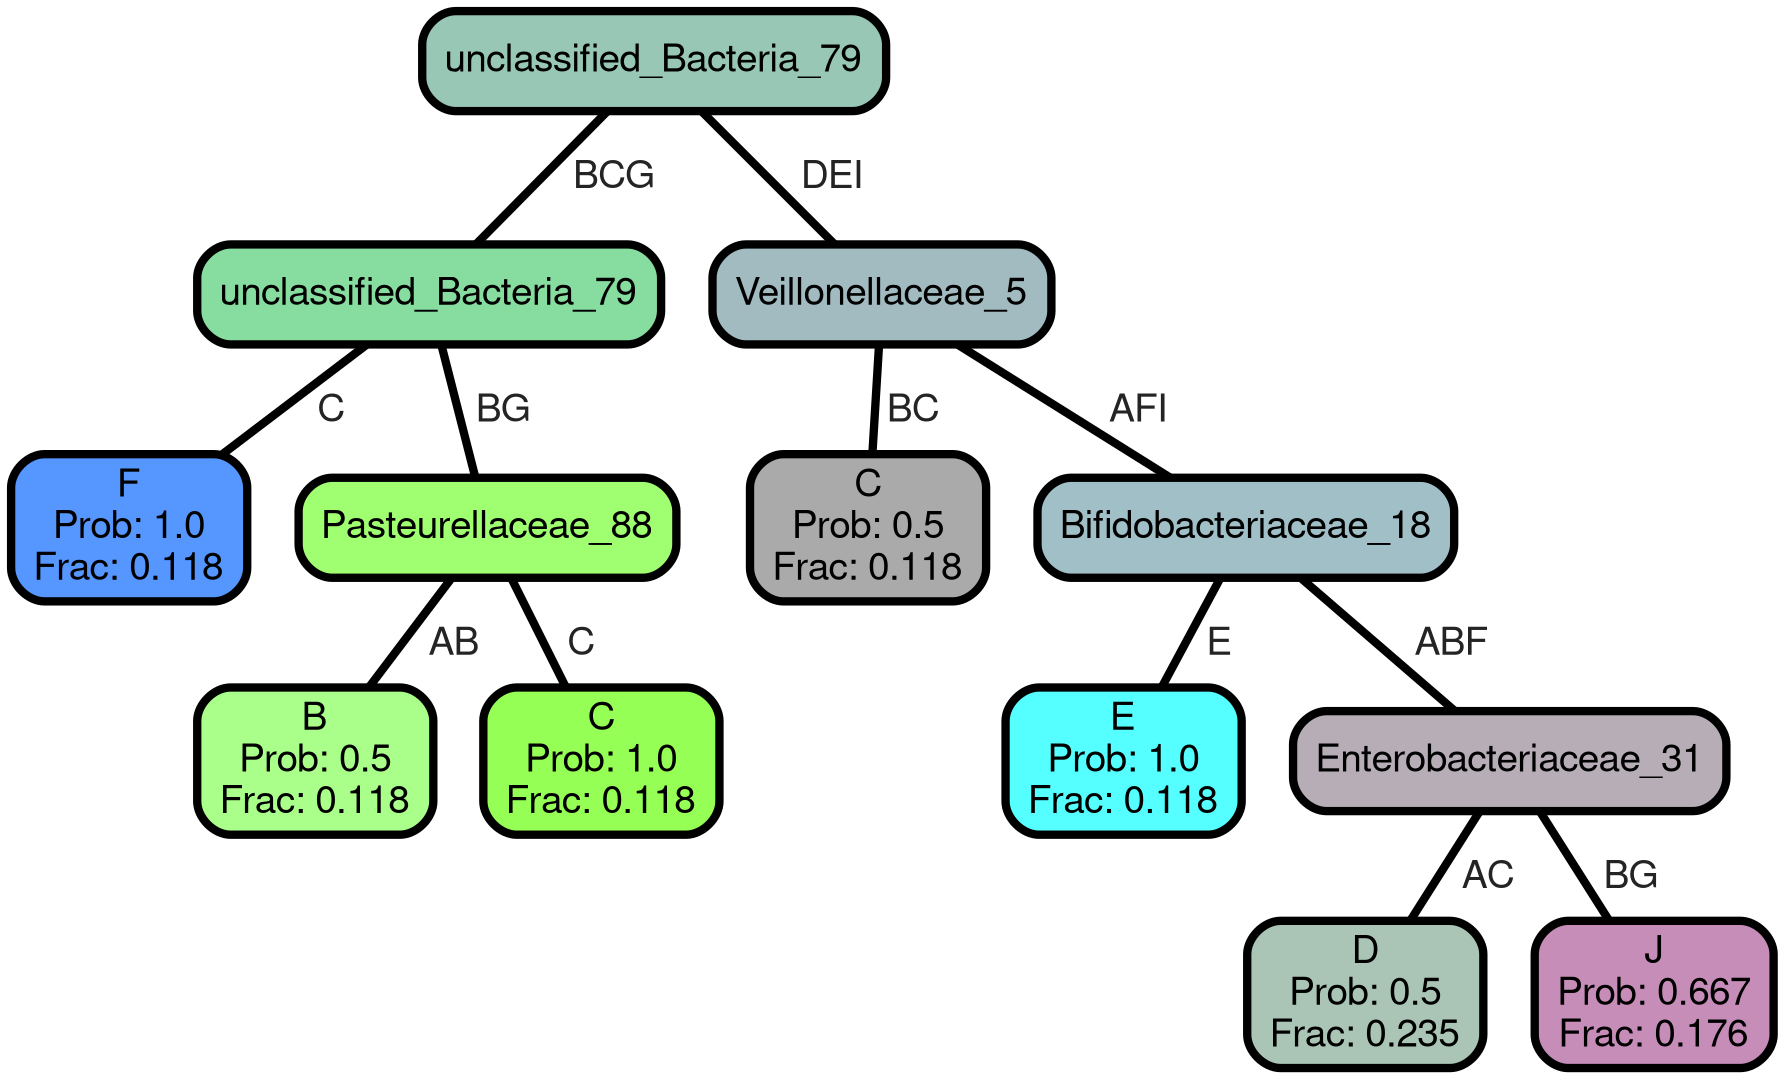 unclassified_Bacteria_79
BCG
DEI
unclassified_Bacteria_79
Veillonellaceae_5
C
BG
BC
AFI
F
Prob: 1.0
Frac: 0.118
Pasteurellaceae_88
C
Prob: 0.5
Frac: 0.118
Bifidobacteriaceae_18
AB
C
E
ABF
B
Prob: 0.5
Frac: 0.118
C
Prob: 1.0
Frac: 0.118
E
Prob: 1.0
Frac: 0.118
Enterobacteriaceae_31
AC
BG
D
Prob: 0.5
Frac: 0.235
J
Prob: 0.667
Frac: 0.176